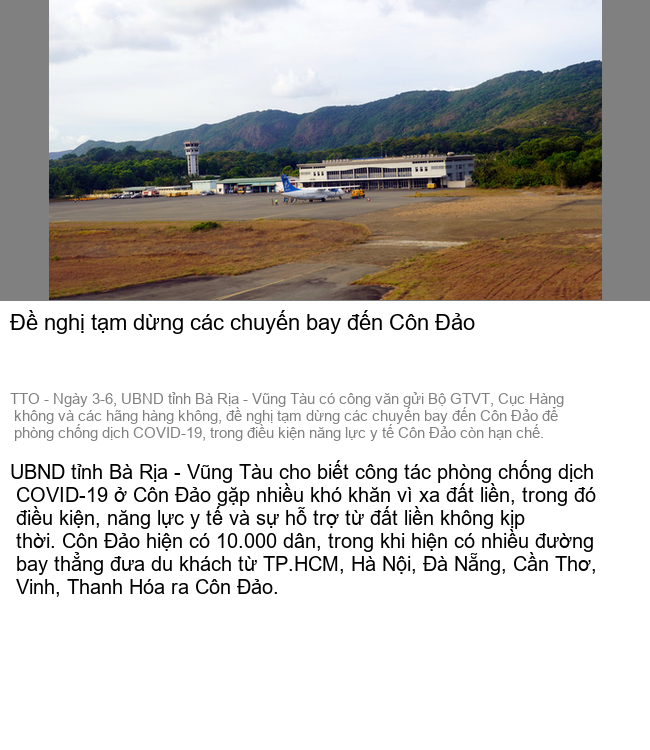 Đề nghị tạm dừng các chuyến bay đến Côn Đảo
TTO - Ngày 3-6, UBND tỉnh Bà Rịa - Vũng Tàu có công văn gửi Bộ GTVT, Cục Hàng
không và các hãng hàng không, đề nghị tạm dừng các chuyến bay đến Côn Đảo để
phòng chống dịch COVID-19, trong điều kiện năng lực y tế Côn Đảo còn hạn chế.
UBND tỉnh Bà Rịa - Vũng Tàu cho biết công tác phòng chống dịch
COVID-19 ở Côn Đảo gặp nhiều khó khăn vì xa đất liền, trong đó
điều kiện, năng lực y tế và sự hỗ trợ từ đất liền không kịp
thời. Côn Đảo hiện có 10.000 dân, trong khi hiện có nhiều đường
bay thẳng đưa du khách từ TP.HCM, Hà Nội, Đà Nẵng, Cần Thơ,
Vinh, Thanh Hóa ra Côn Đảo.